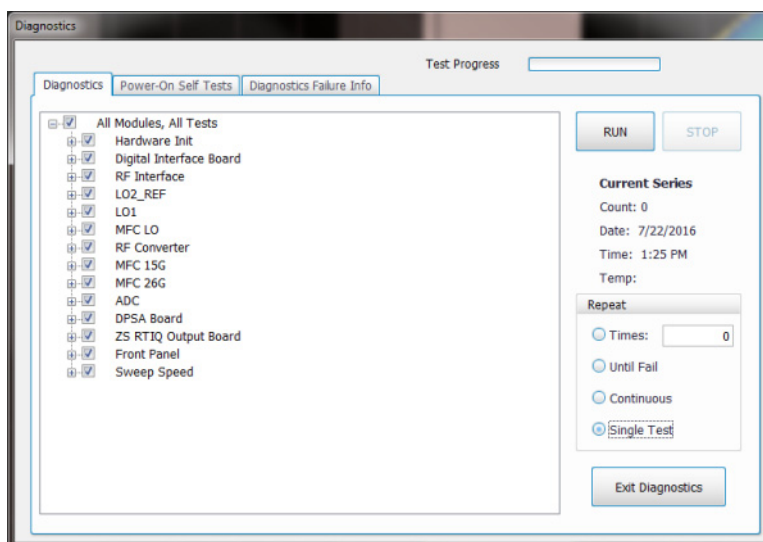 Diagnostics
Test Progress
Diagnostics Power-On Self Tests Diagnostics Failure Info
All Modules, All Tests
Hardware Init
Digital Interface Board
RF Interface
LO2_REF
LO1
MFC LO
RF Converter
MFC 15G
MFC 26G
ADC
DPSA Board
ZS RTIQ Output Board
Front Panel
Sweep Speed
RUN STOP
Current Series
Count: 0
Date: 7/22/2016
Time: 1:25 PM
Temp:
Repeat
Times: 0
Until Fail
Continuous
Single Test
Exit Diagnostics